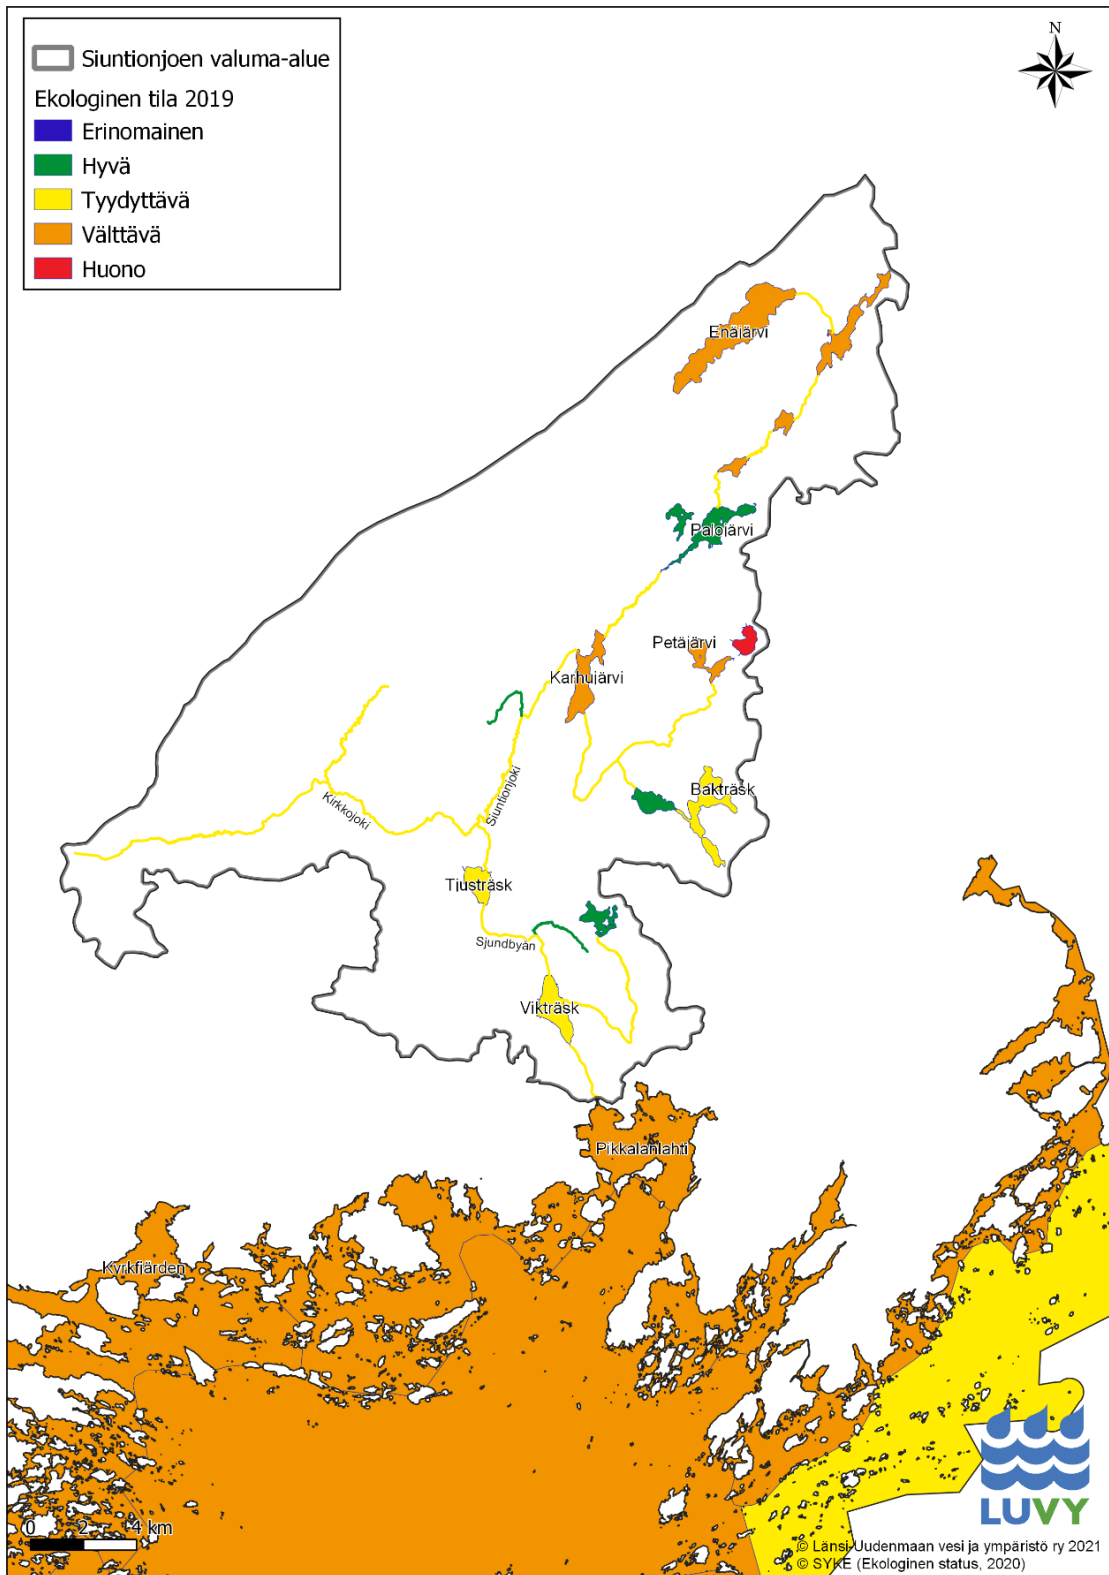 Siuntionjoen valuma-alue
Ekologinen tila 2019
Erinomainen
Hyvä
Tyydyttävä
Välttävä
Huono
N
Enäjärvi
Palojärvi
Petäjärvi
Karhujärvi
Bakträsk
Siuntionjoki
Kirkkojoki
Tjusträsk
Sjundbyån
Vikträsk
Pikkalanlahti
Kyrkfjärden
0 2 4 km
LUVY
© Länsi-Uudenmaan vesi ja ympäristö ry 2021
© SYKE (Ekologinen status, 2020)